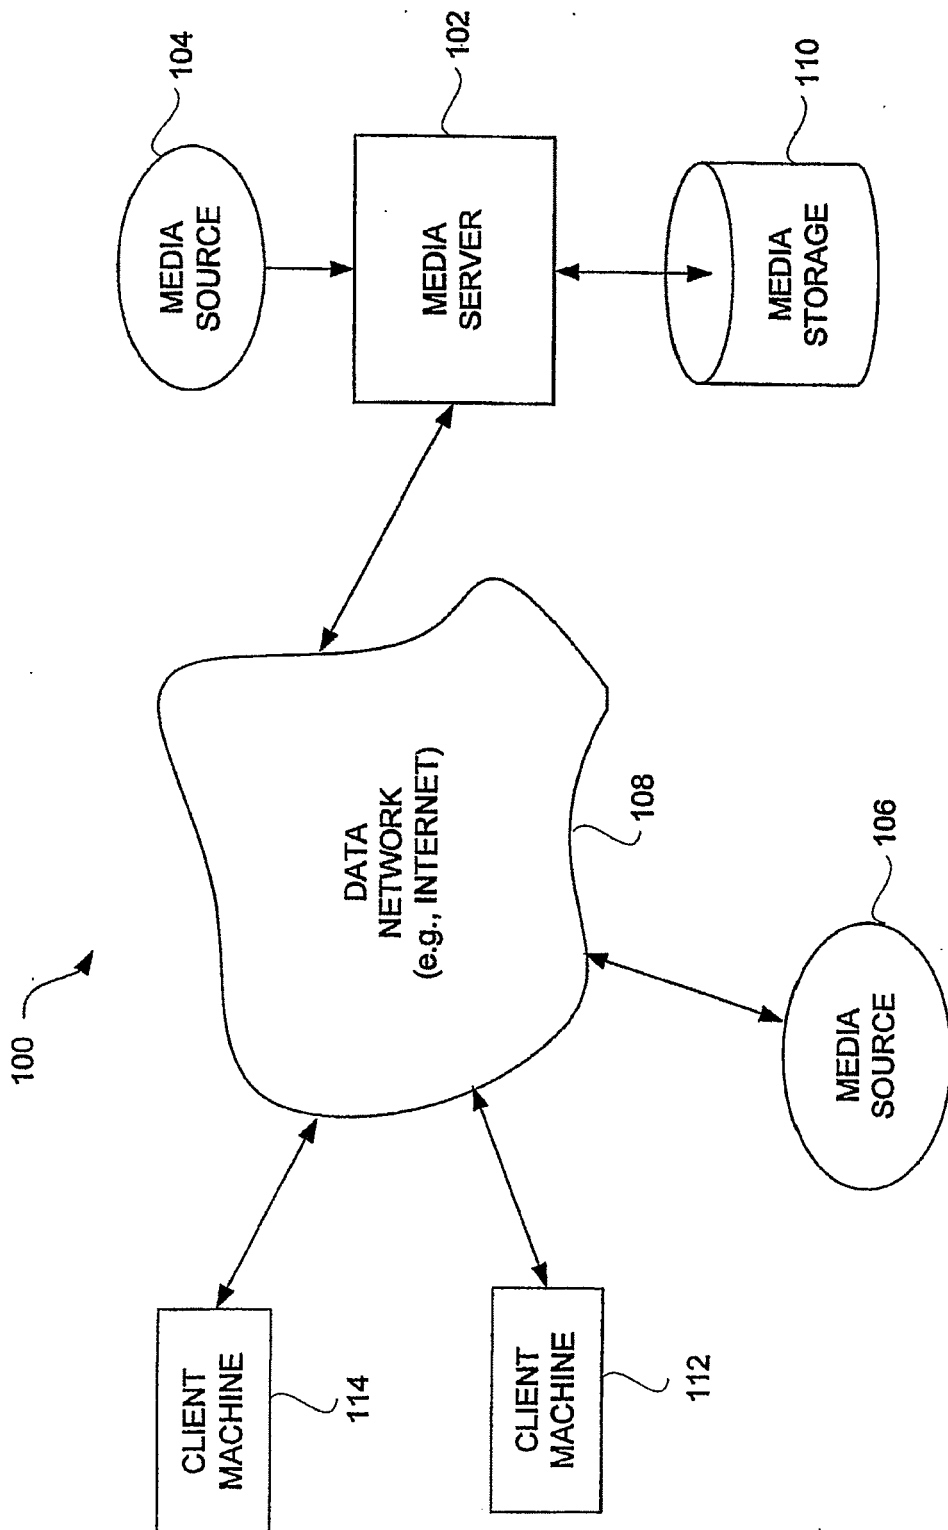 100
104
MEDIA
SOURCE
102
MEDIA
SERVER
110
MEDIA
STORAGE
DATA
NETWORK
(e.g., INTERNET)
108
106
MEDIA
SOURCE
CLIENT
MACHINE
114
CLIENT
MACHINE
112